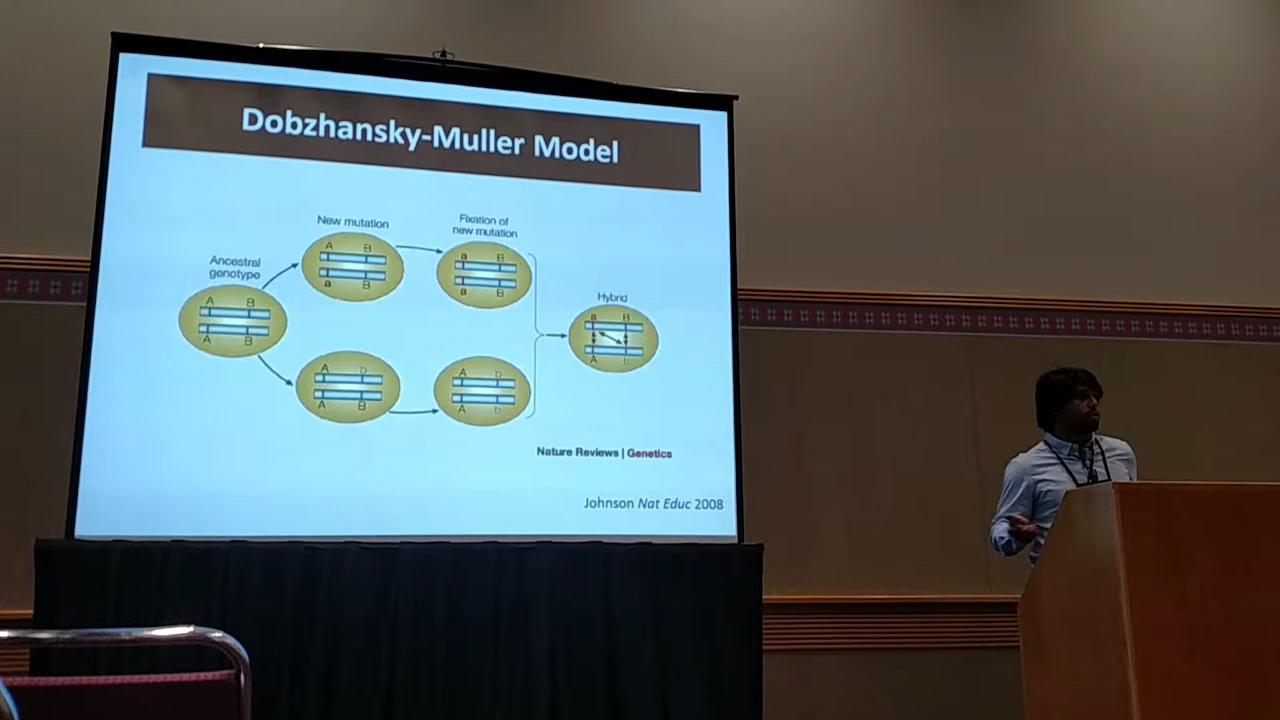 Dobzhansky-Muller Model
New mutation
Fixation of
new mutation
Ancestral
genotype
Hybrid
A B
A B
A B
a B
a B
a B
A b
A B
A b
A b
a B
A b
Nature Reviews | Genetics
Johnson Nat Educ 2008